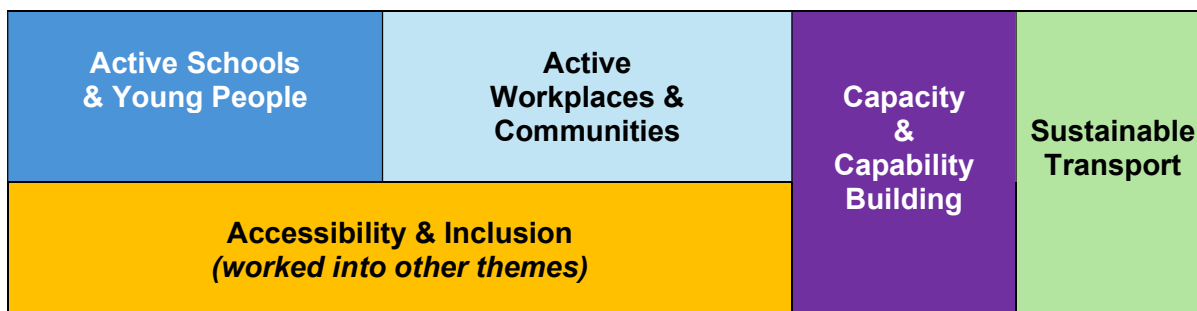 Active Schools
& Young People
Active
Workplaces &
Communities
Capacity
&
Capability
Building
Sustainable
Transport
Accessibility & Inclusion
(worked into other themes)